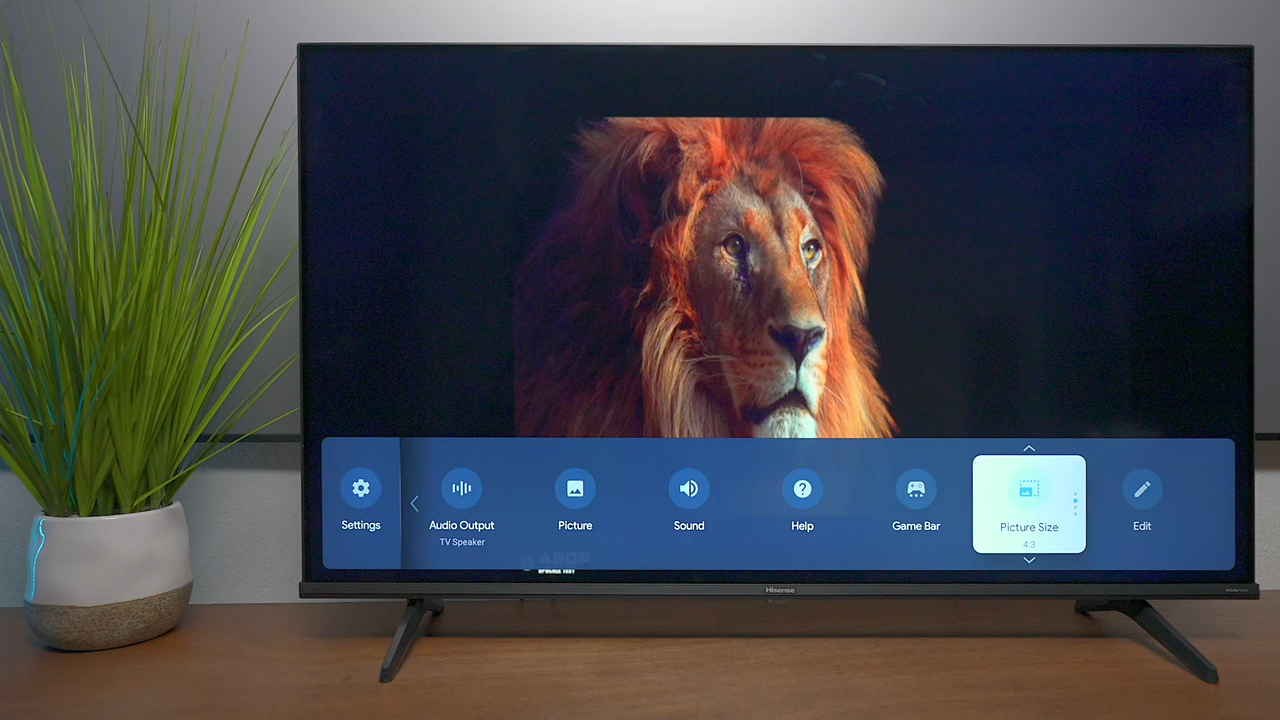 Settings
Audio Output
TV Speaker
Picture
Sound
Help
Game Bar
Picture Size
4:3
Edit
Hisense